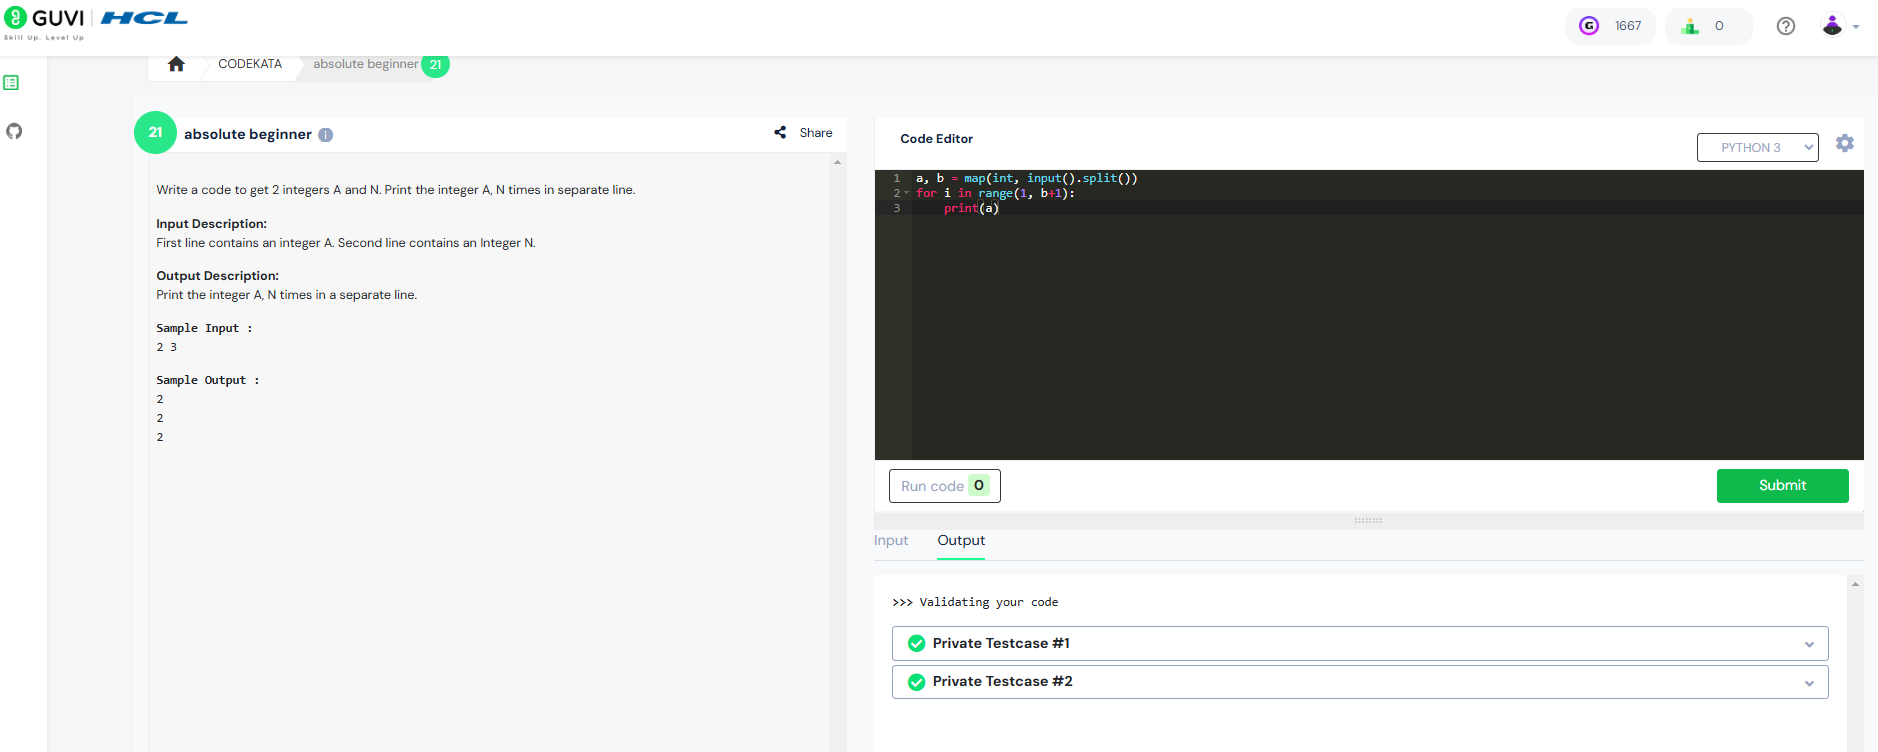 GUVI HCL
Skill Up. Level Up
G 1667 0
CODEKATA absolute beginner 21
21 absolute beginner i Share
Write a code to get 2 integers A and N. Print the integer A, N times in separate line.
Input Description:
First line contains an integer A. Second line contains an Integer N.
Output Description:
Print the integer A, N times in a separate line.
Sample Input :
2 3
Sample Output :
2
2
2
Code Editor
PYTHON 3
1 a, b = map(int, input().split())
2 for i in range(1, b+1):
3 print(a)
Run code 0 Submit
Input Output
>>> Validating your code
Private Testcase #1
Private Testcase #2